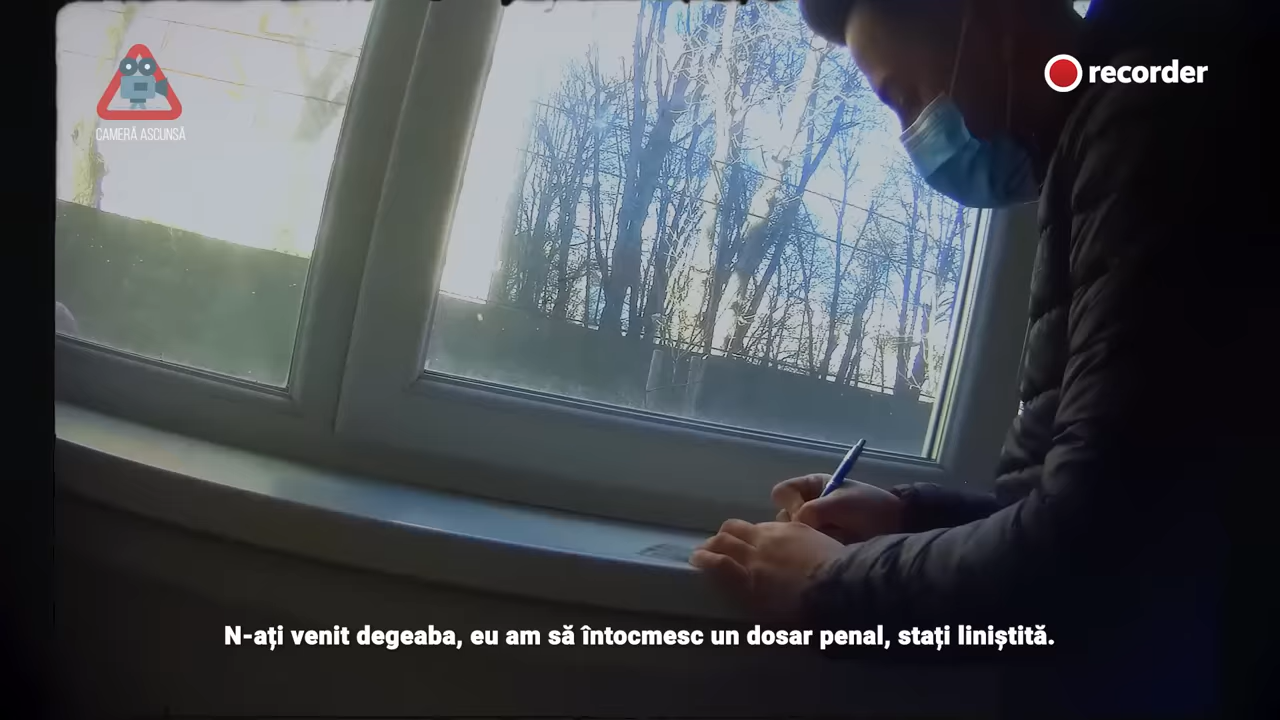 CAMERĂ ASCUNSĂ
recorder
N-ați venit degeaba, eu am să întocmesc un dosar penal, stați liniștită.